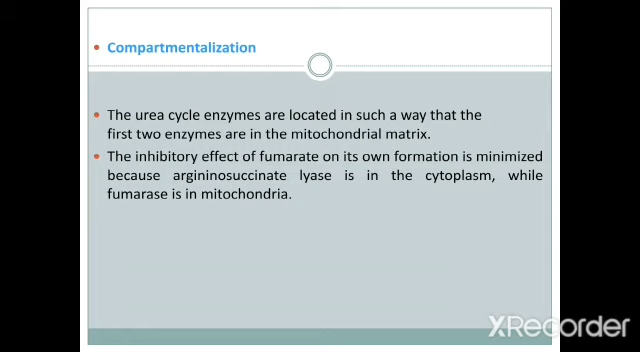 Compartmentalization
The urea cycle enzymes are located in such a way that the
first two enzymes are in the mitochondrial matrix.
The inhibitory effect of fumarate on its own formation is minimized
because argininosuccinate lyase is in the cytoplasm, while
fumarase is in mitochondria.
XRecorder